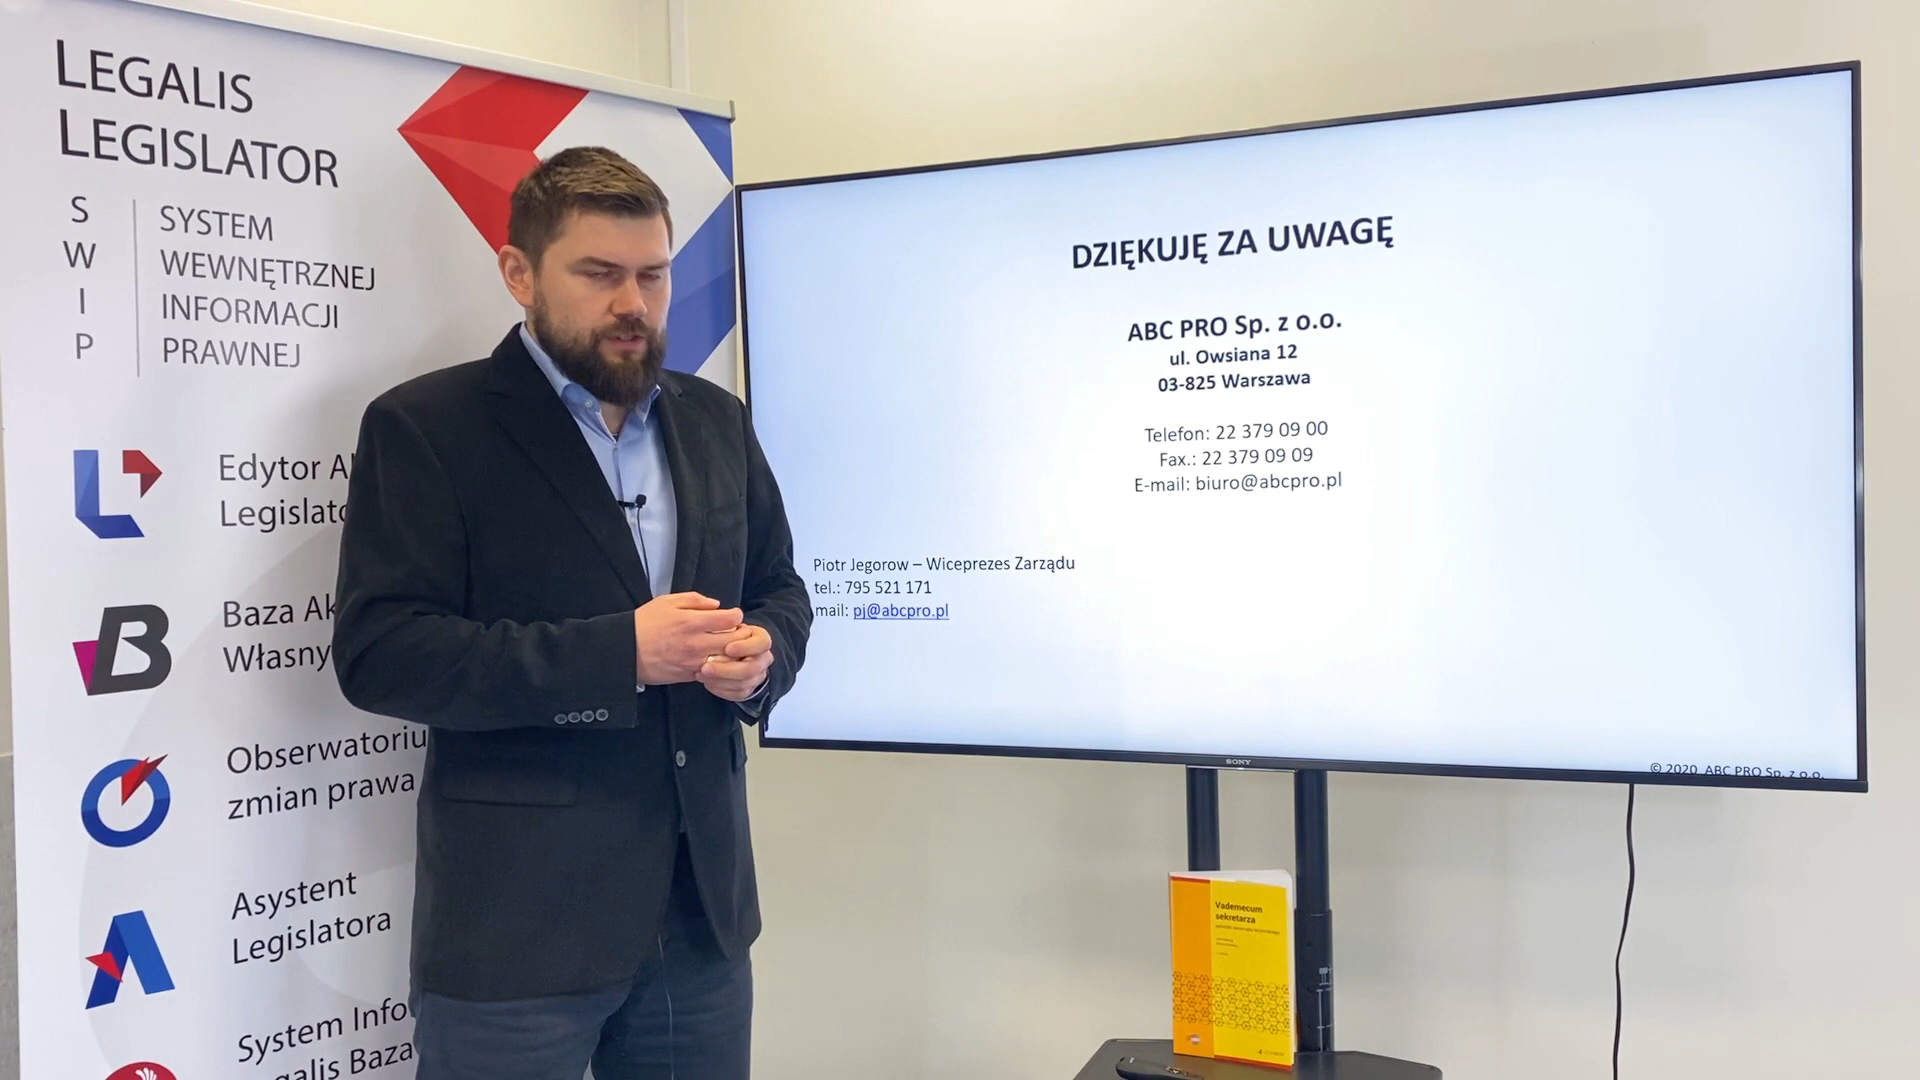 LEGALIS
LEGISLATOR
S
W
I
P
SYSTEM
WEWNĘTRZNEJ
INFORMACJI
PRAWNEJ
Edytor
Legislato
Baza
Własny
Obserwatoriu
zmian prawa
Asystent
Legislatora
System Info
galis Baza
DZIĘKUJĘ ZA UWAGĘ
ABC PRO Sp. z o.o.
ul. Owsiana 12
03-825 Warszawa
Telefon: 22 379 09 00
Fax.: 22 379 09 09
E-mail: biuro@abcpro.pl
Piotr Jegorow – Wiceprezes Zarządu
tel.: 795 521 171
mail: pj@abcpro.pl
© 2020 ABC PRO Sp. z o.o.
SONY
Vademecum
sekretarza